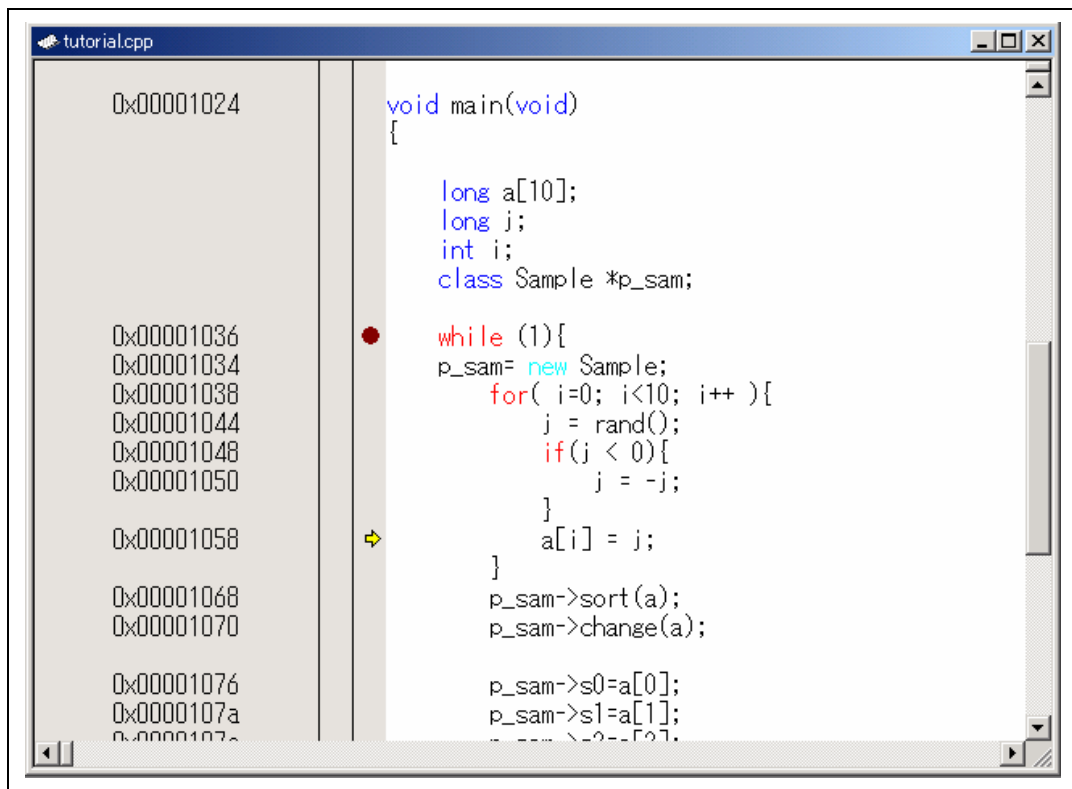 tutorial.cpp
0x00001024 void main(void)
{
long a[10];
long j;
int i;
class Sample *p_sam;
0x00001036 while (1){
0x00001034 p_sam= new Sample;
0x00001038 for( i=0; i<10; i++ ){
0x00001044 j = rand();
0x00001048 if(j < 0){
0x00001050 j = -j;
}
0x00001058 a[i] = j;
}
0x00001068 p_sam->sort(a);
0x00001070 p_sam->change(a);
0x00001076 p_sam->s0=a[0];
0x0000107a p_sam->s1=a[1];